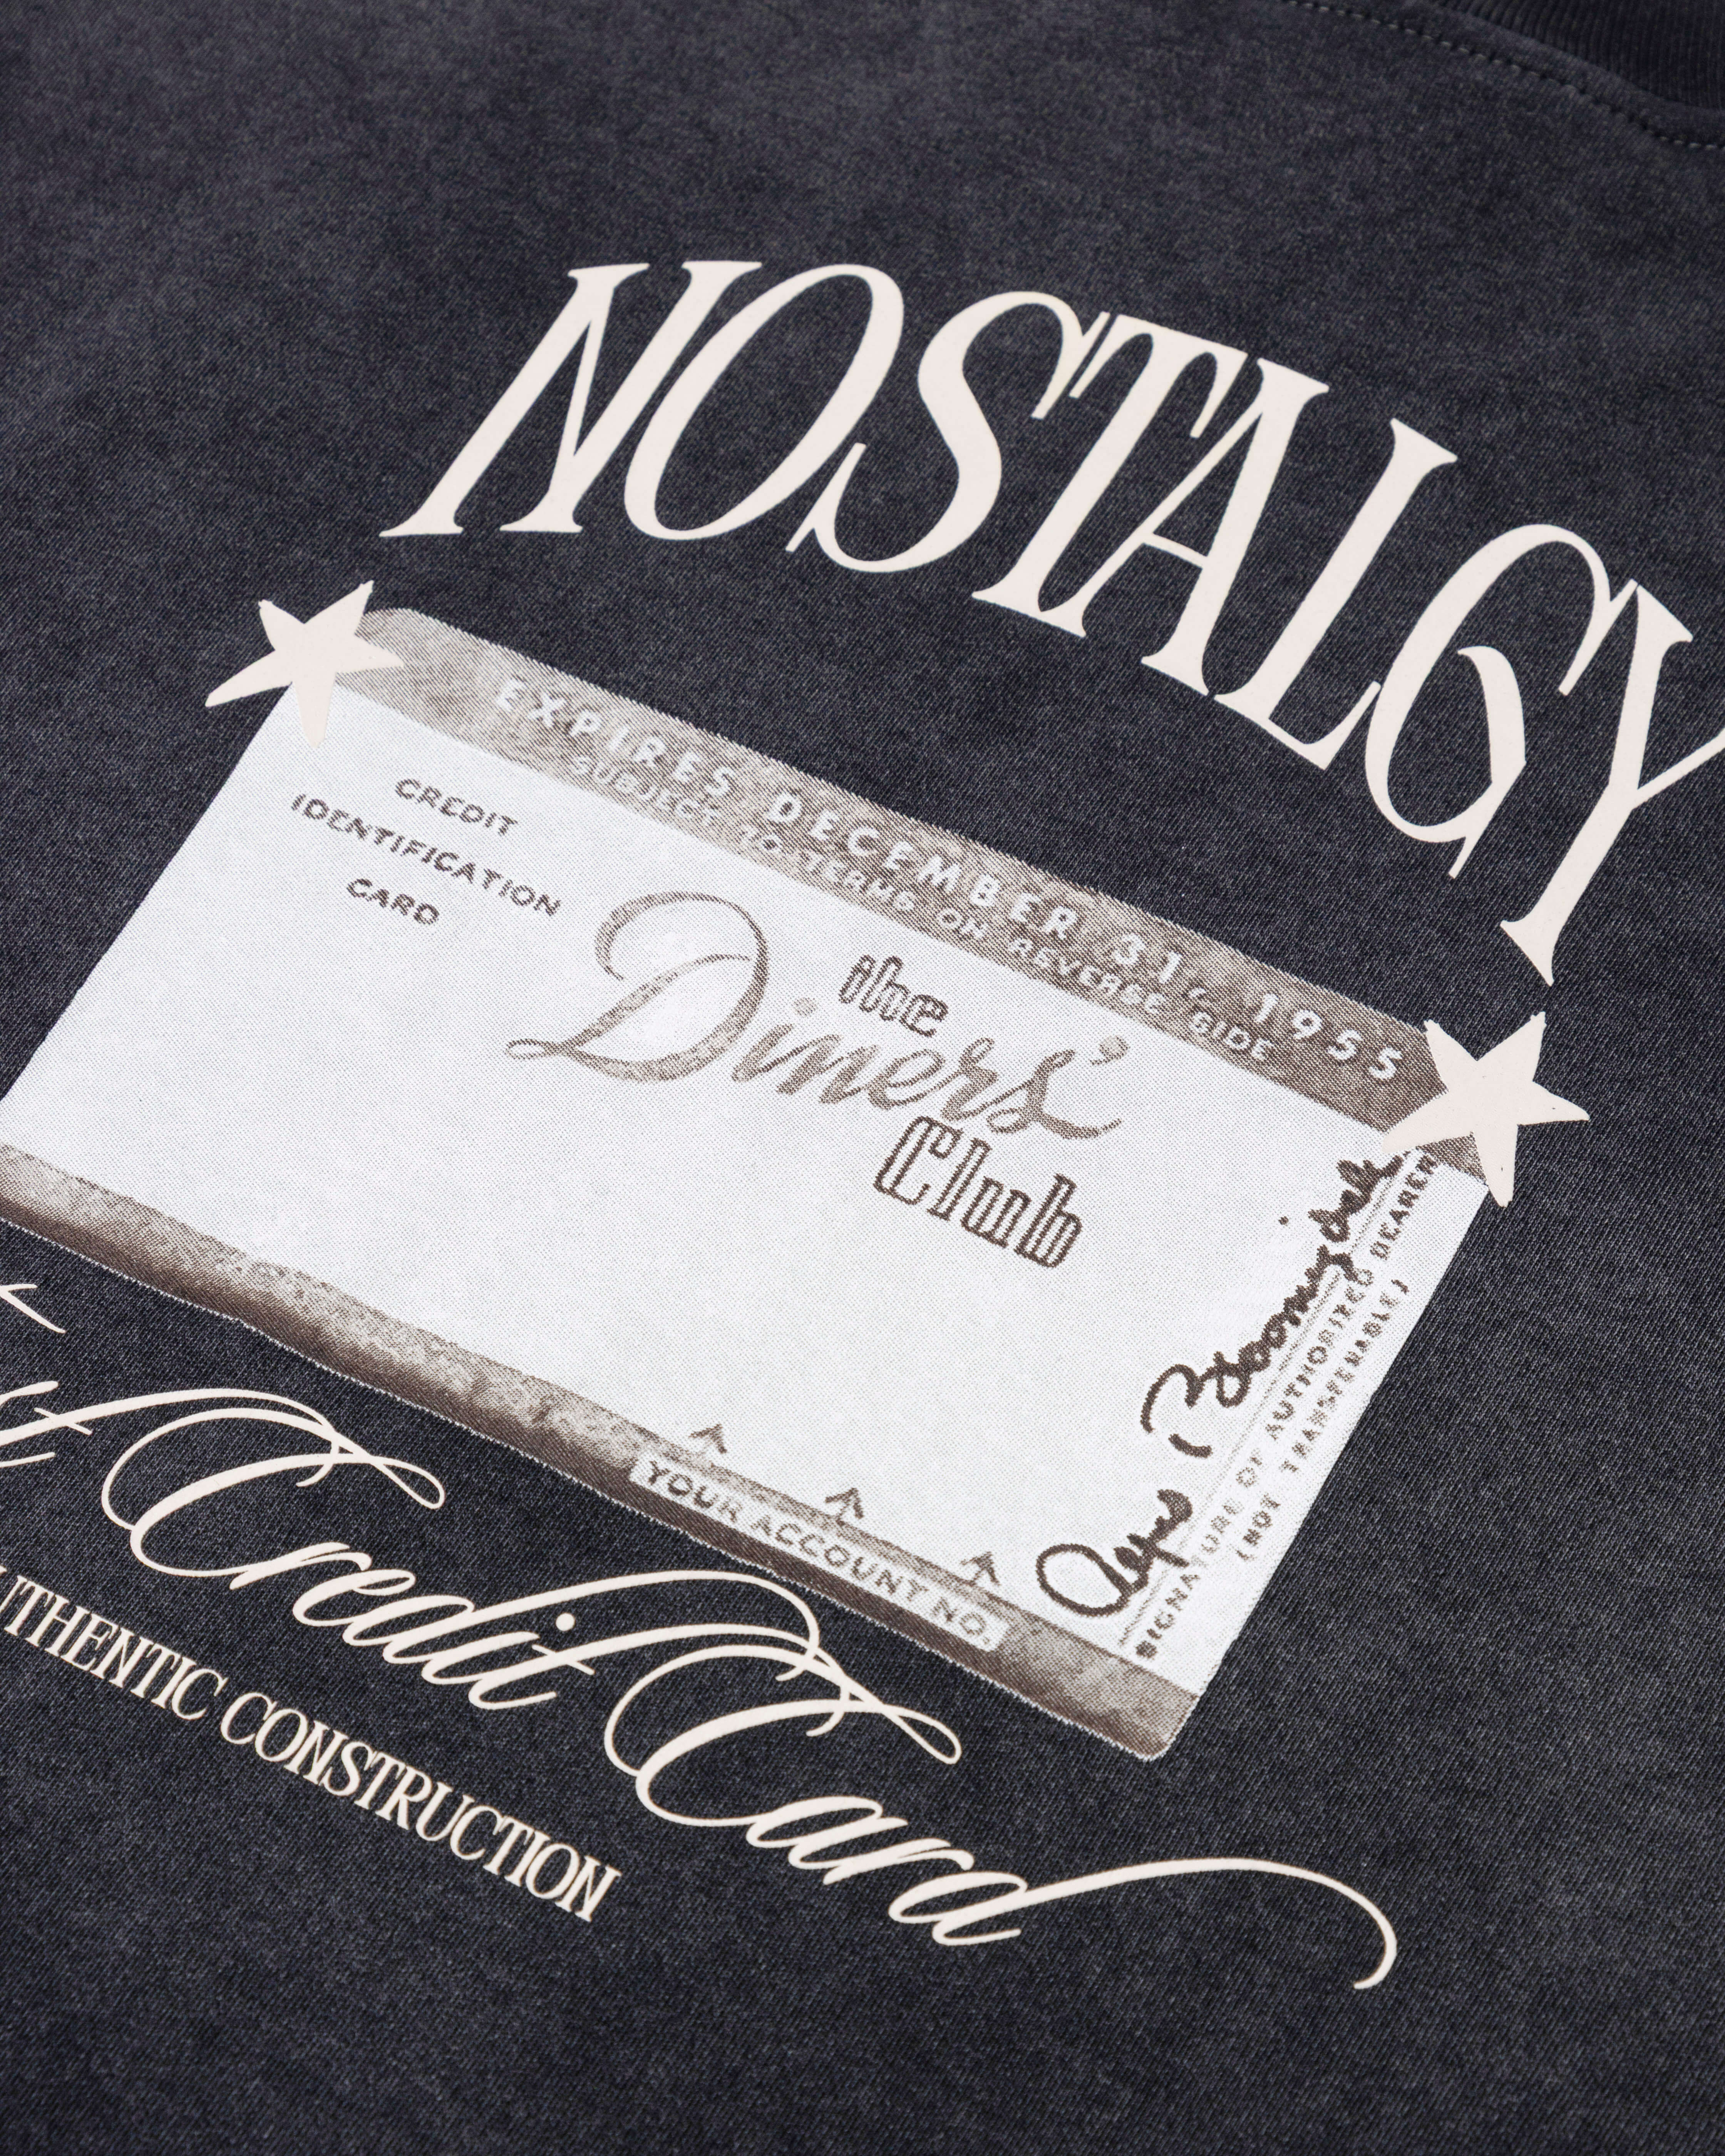 NOSTALGY
EXPIRES DECEMBER 31, 1955
SUBJECT TO TERMS ON REVERSE SIDE
CREDIT
IDENTIFICATION
CARD
the
Diners'
Club
SIGNATURE OF AUTHORIZED BEARER
(NOT TRANSFERABLE)
YOUR ACCOUNT NO.
Credit Card
UTHENTIC CONSTRUCTION